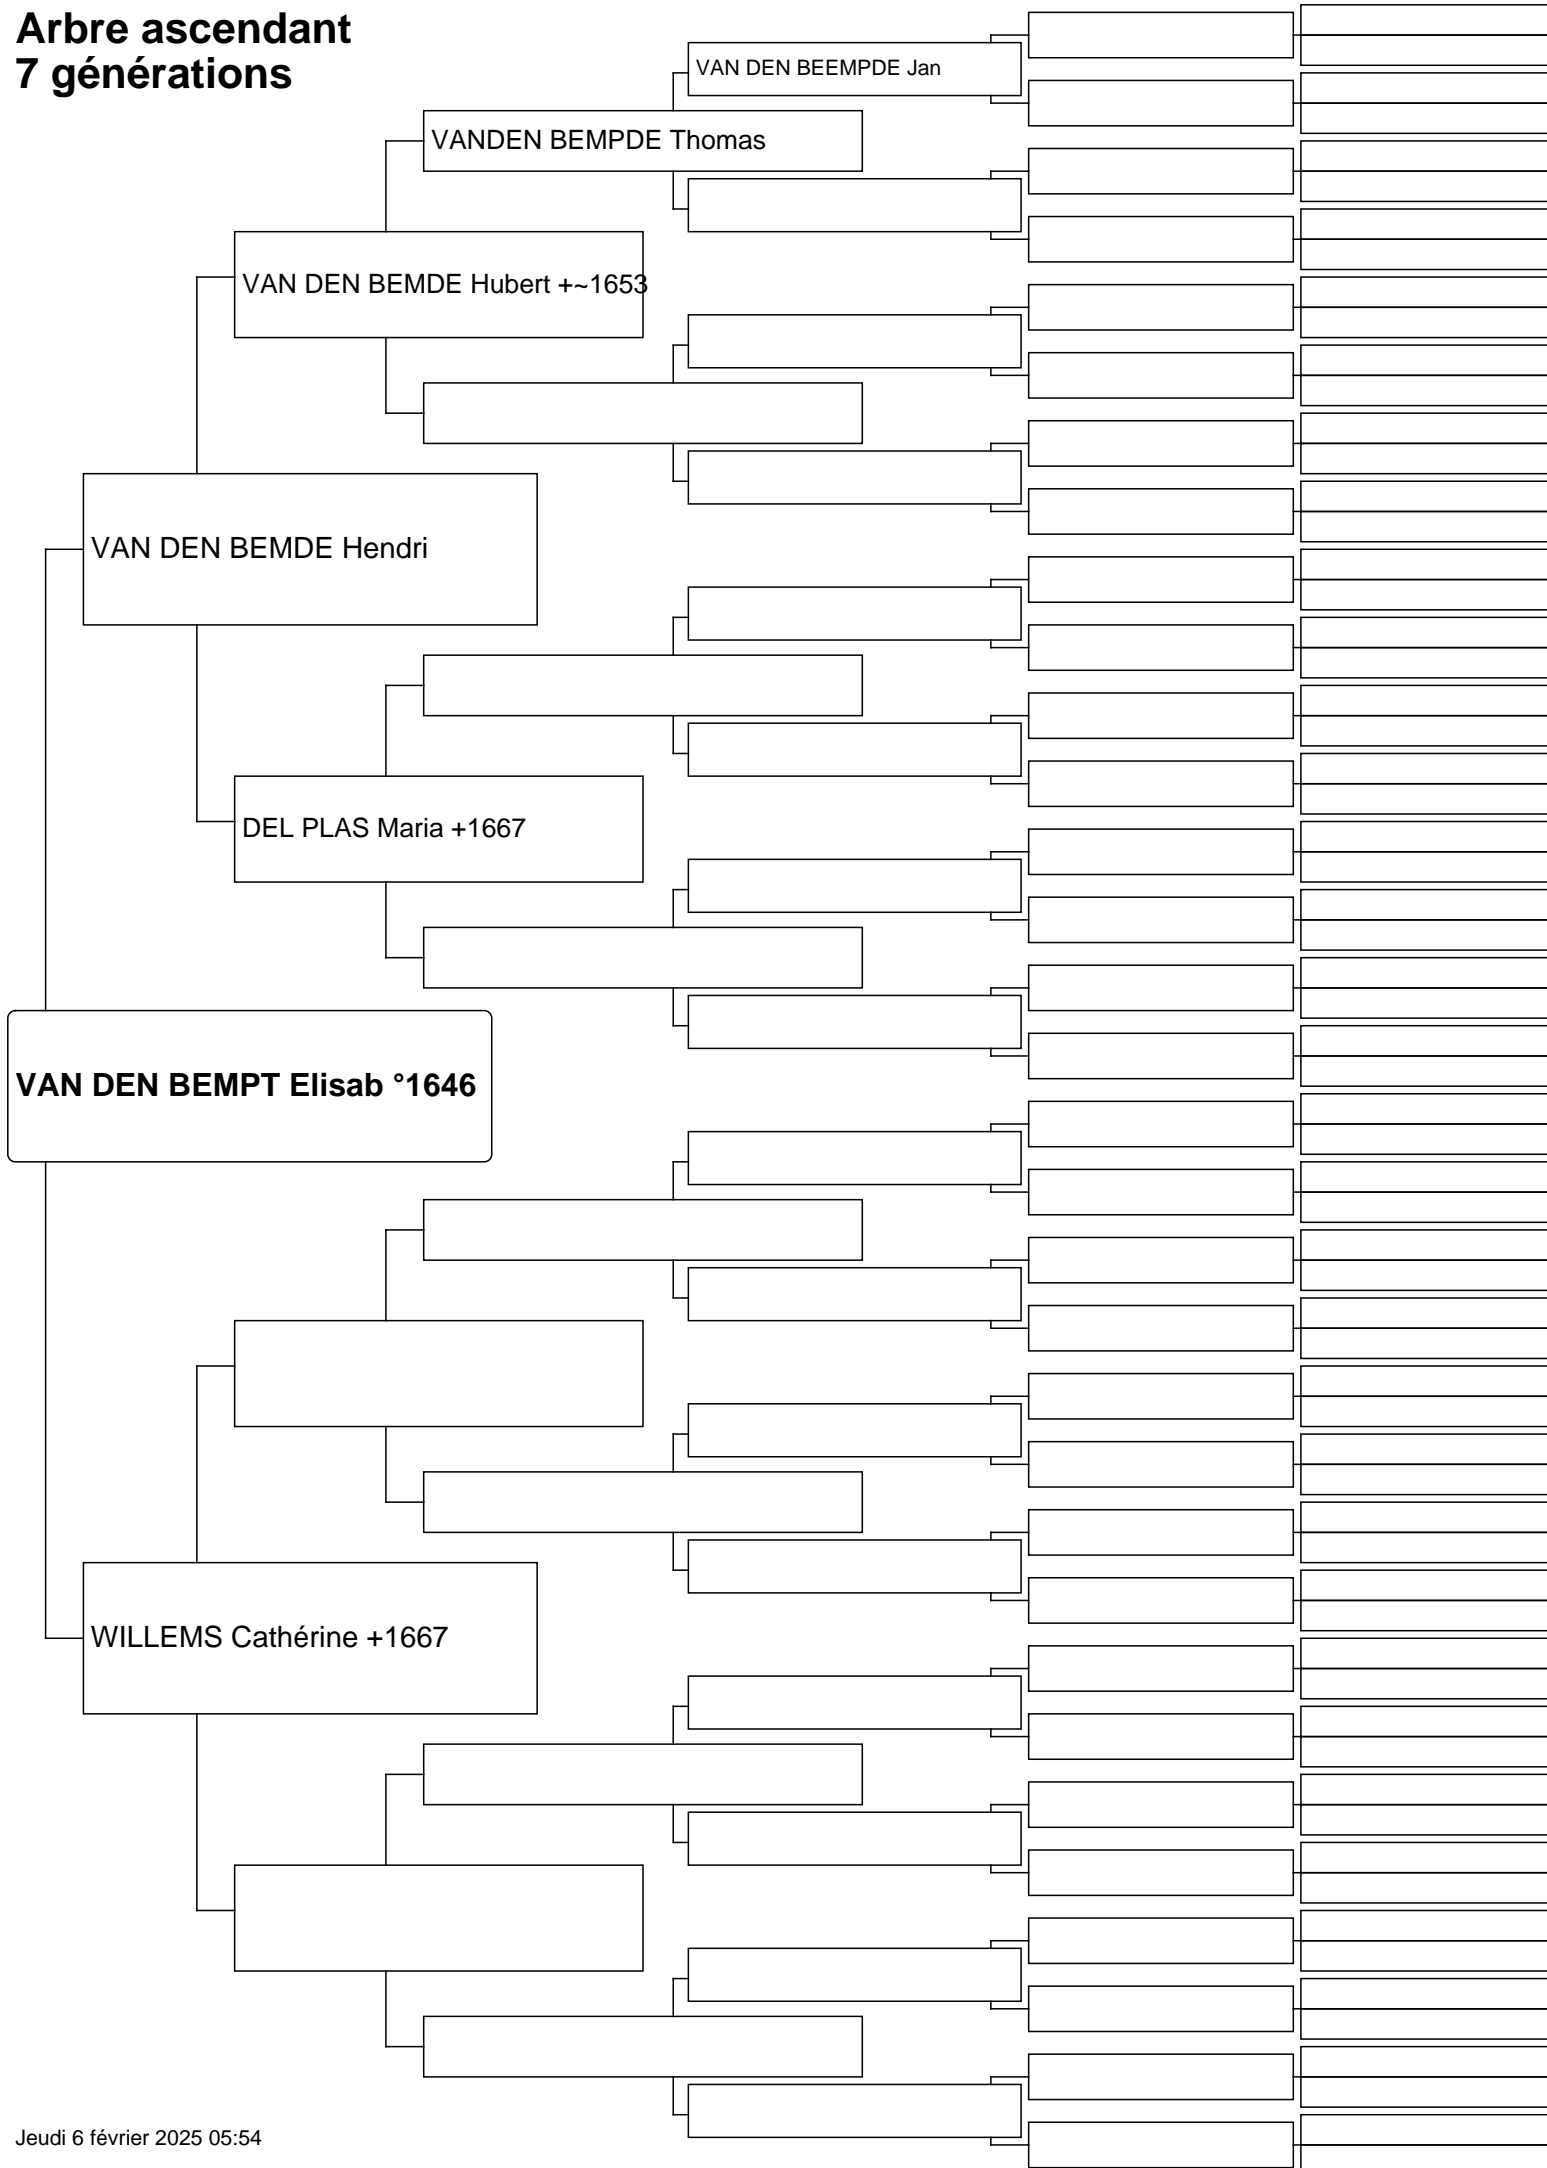 Arbre ascendant
7 générations
VAN DEN BEEMPDE Jan
VANDEN BEMPDE Thomas
VAN DEN BEMDE Hubert +~1653
VAN DEN BEMDE Hendri
DEL PLAS Maria +1667
VAN DEN BEMPT Elisab °1646
WILLEMS Cathérine +1667
Jeudi 6 février 2025 05:54